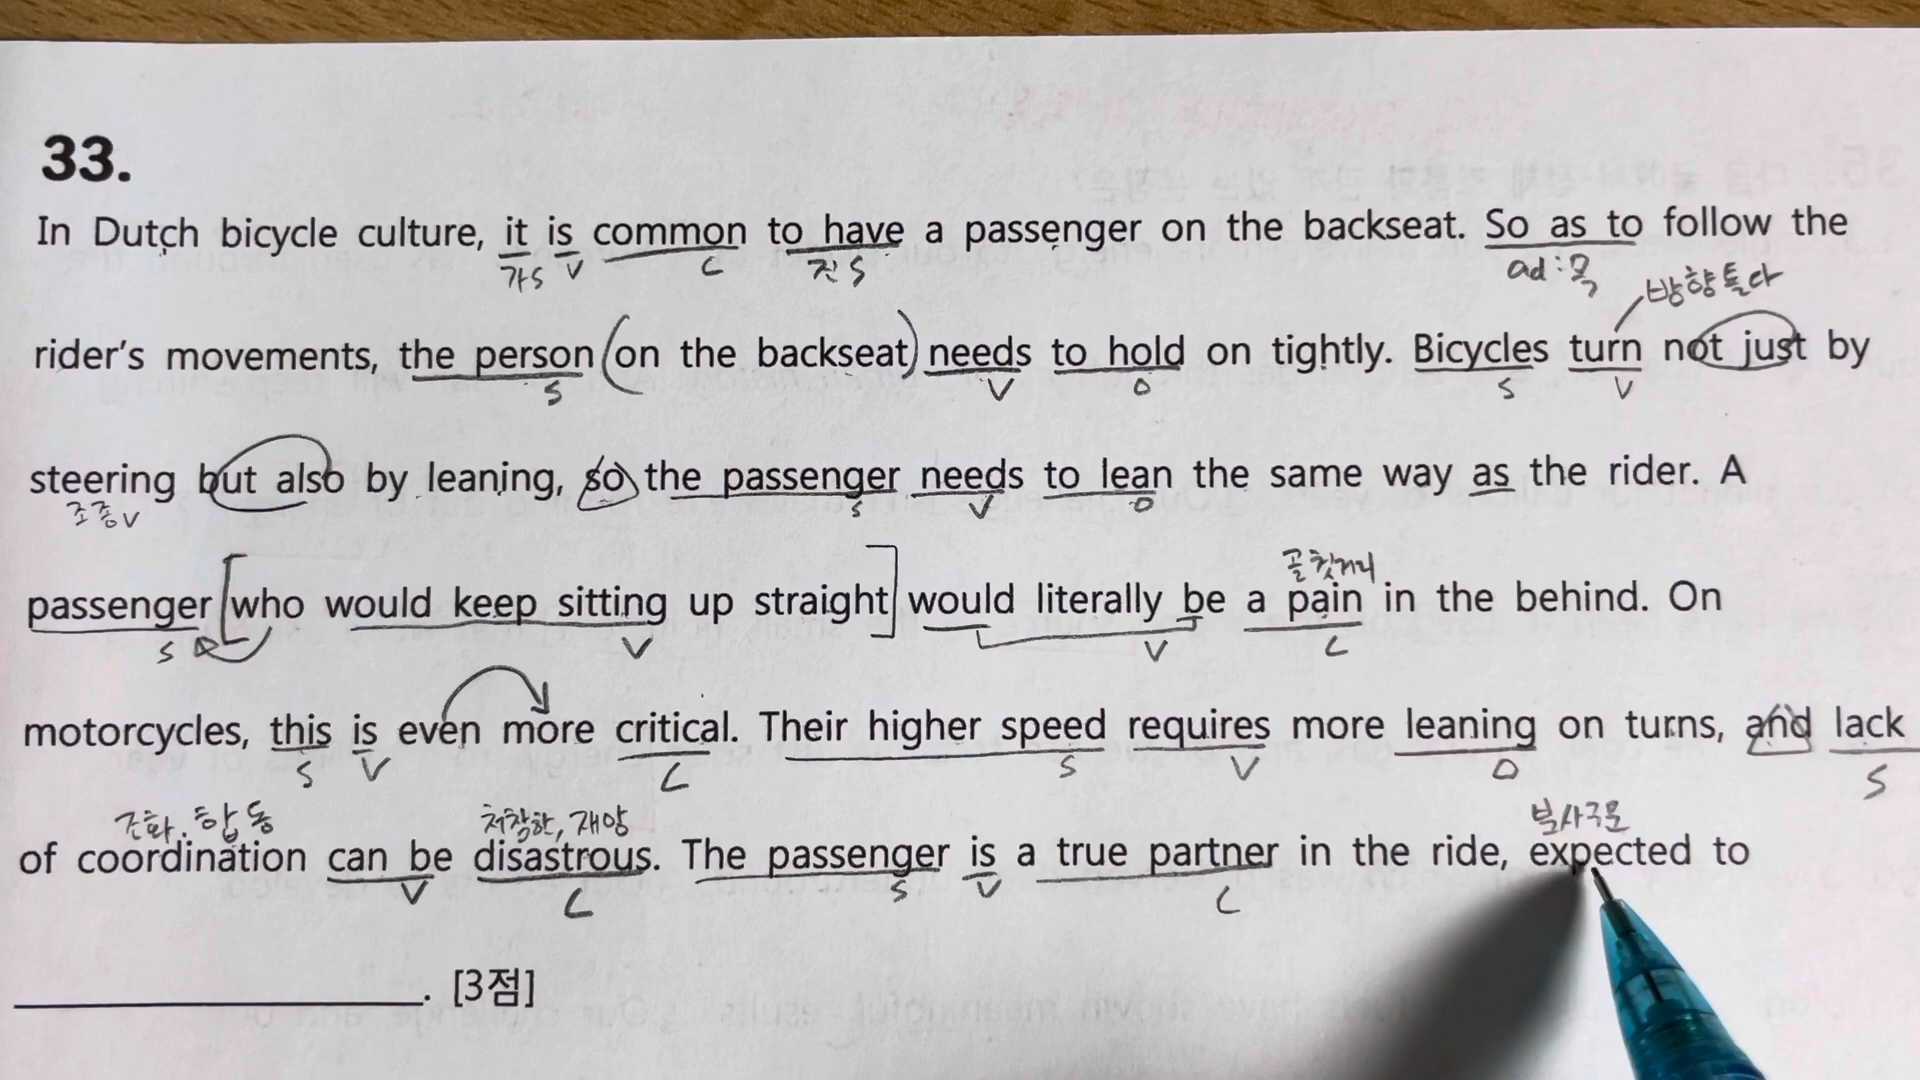 33.
In Dutch bicycle culture, it is common to have a passenger on the backseat. So as to follow the
가S V C 진S ad:목 방향틀다
rider's movements, the person (on the backseat) needs to hold on tightly. Bicycles turn not just by
S V O S V
steering but also by leaning, so the passenger needs to lean the same way as the rider. A
조종V S V O
골칫거리
passenger [who would keep sitting up straight] would literally be a pain in the behind. On
S V V C
motorcycles, this is even more critical. Their higher speed requires more leaning on turns, and lack
S V C S V O S
조화, 합동 처참한, 재앙 분사구문
of coordination can be disastrous. The passenger is a true partner in the ride, expected to
V C S V C
. [3점]